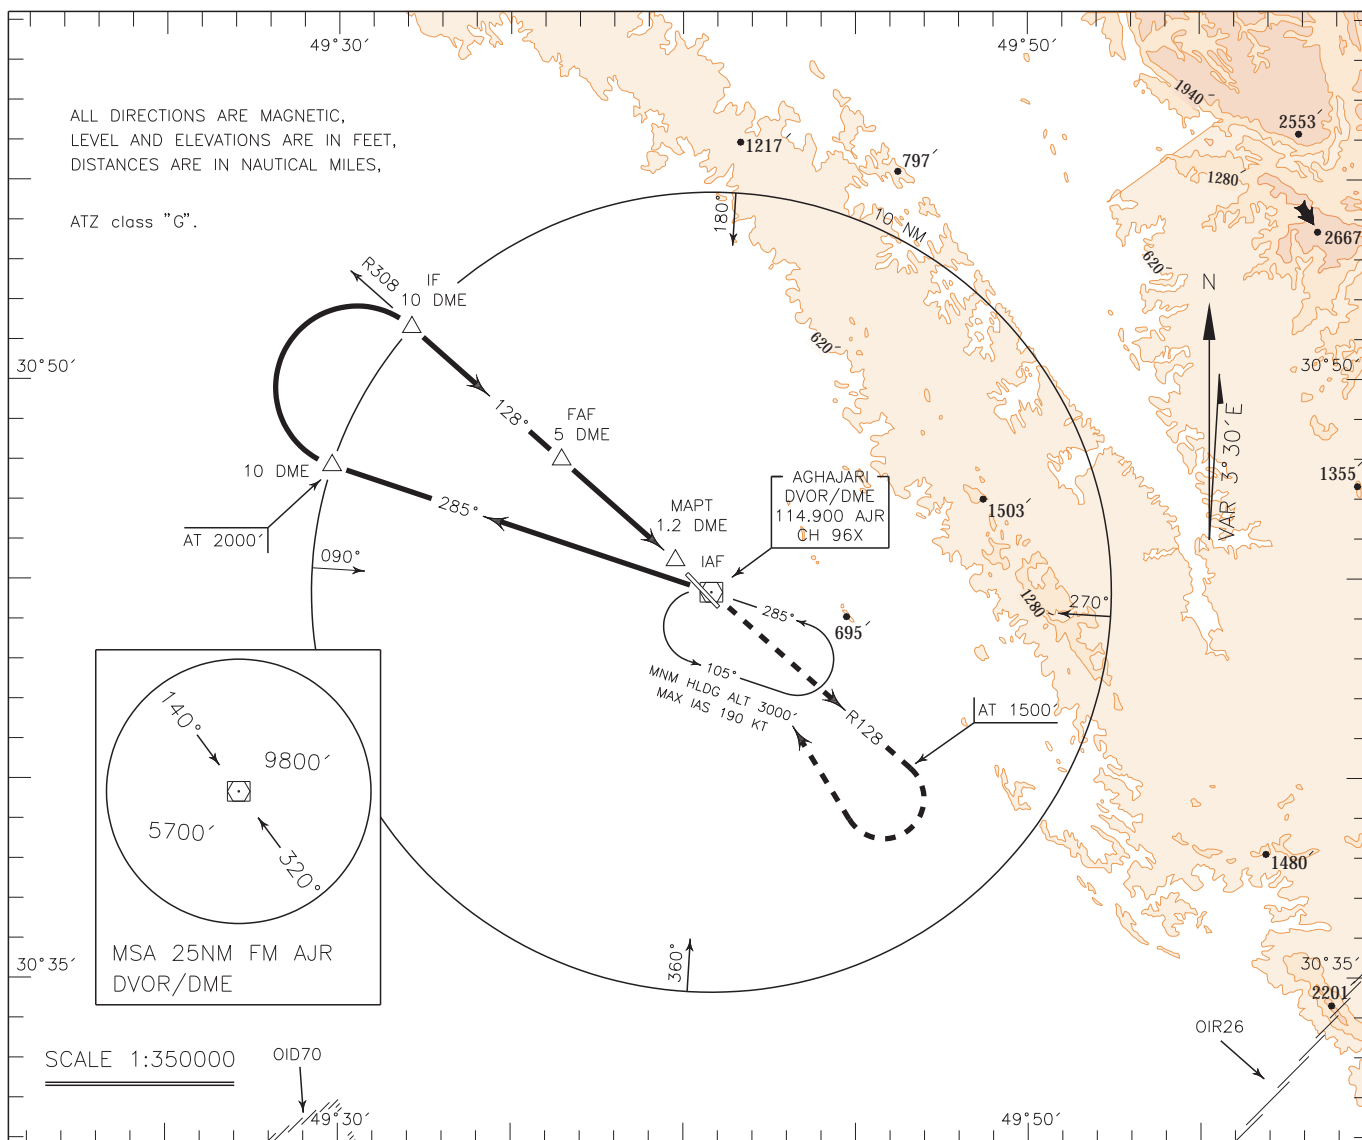 49°30′
49°50′
ALL DIRECTIONS ARE MAGNETIC,
LEVEL AND ELEVATIONS ARE IN FEET,
DISTANCES ARE IN NAUTICAL MILES,
ATZ class "G".
1940′
2553′
1217′
797′
1280′
2667
180°
10 NM
620′
R308
IF
10 DME
N
620′
30°50′
30°50′
128°
FAF
5 DME
VAR 3°30′E
10 DME
285°
AGHAJARI
DVOR/DME
114.900 AJR
CH 96X
1355′
1503′
MAPT
1.2 DME
AT 2000′
IAF
090°
1280′
270°
285°
695′
105°
MNM HLDG ALT 3000′
MAX IAS 190 KT
R128
AT 1500′
140°
9800′
5700′
320°
1480′
MSA 25NM FM AJR
DVOR/DME
360°
30°35′
30°35′
2201
OIR26
SCALE 1:350000
OID70
49°30′
49°50′